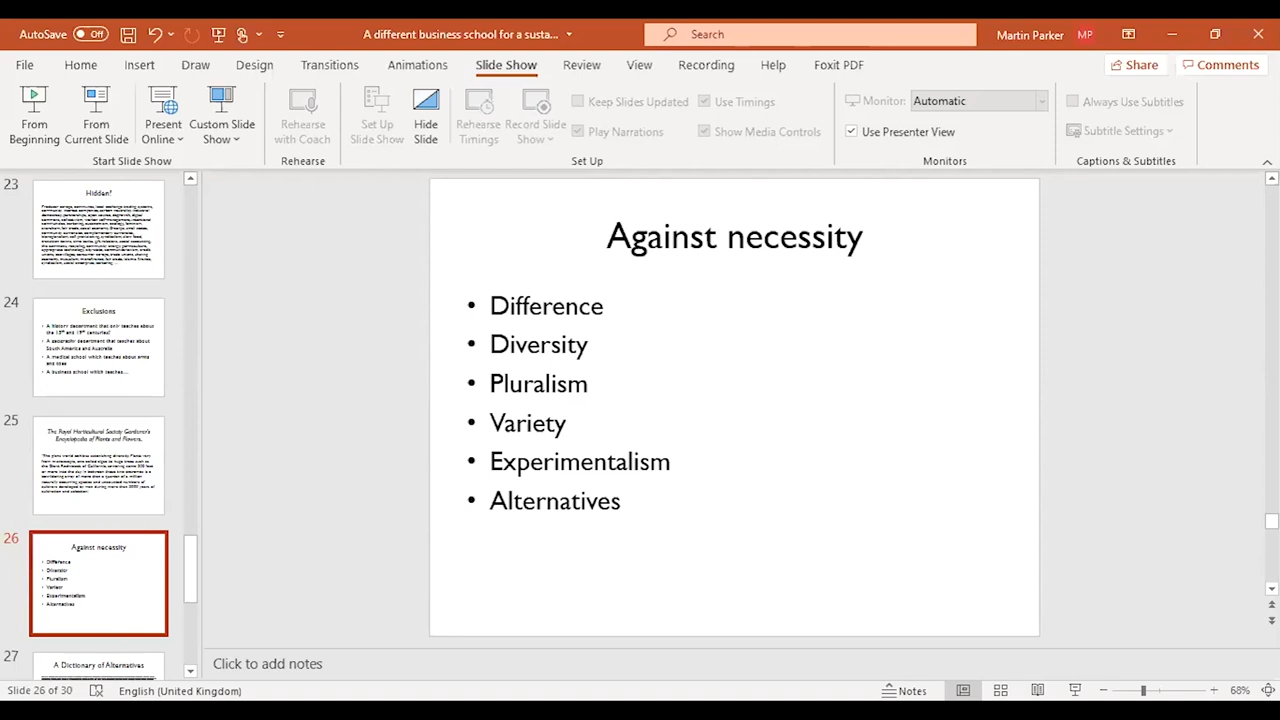 AutoSave Off
A different business school for a susta...
Search
Martin Parker MP
File Home Insert Draw Design Transitions Animations Slide Show Review View Recording Help Foxit PDF Share Comments
From Beginning
From Current Slide
Present Online
Custom Slide Show
Rehearse with Coach
Set Up Slide Show
Hide Slide
Rehearse Timings
Record Slide Show
Keep Slides Updated
Use Timings
Play Narrations
Show Media Controls
Monitor: Automatic
Use Presenter View
Always Use Subtitles
Subtitle Settings
Start Slide Show
Rehearse
Set Up
Monitors
Captions & Subtitles
23
Hidden?
24
Exclusions
• A history department that only teaches about
the 15th and 19th centuries?
• A geography department that teaches about
South America and Australia
• A medical school which teaches about arms
and toes
• A business school which teaches....
25
The Royal Horticultural Society Gardener's
Encyclopedia of Plants and Flowers.
26
Against necessity
• Difference
• Diversity
• Pluralism
• Variety
• Experimentalism
• Alternatives
27
A Dictionary of Alternatives
Against necessity
• Difference
• Diversity
• Pluralism
• Variety
• Experimentalism
• Alternatives
Click to add notes
Slide 26 of 30
English (United Kingdom)
Notes
68%